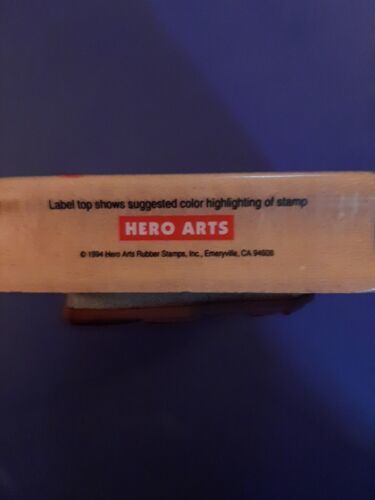 Label top shows suggested color highlighting of stamp
HERO ARTS
© 1994 Hero Arts Rubber Stamps, Inc., Emeryville, CA 94608